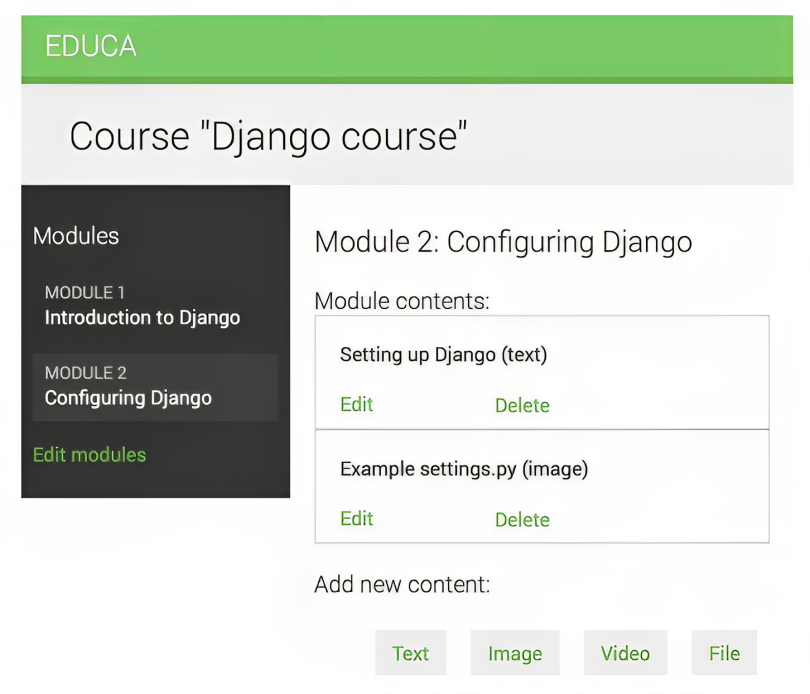 EDUCA
Course "Django course"
Modules
MODULE 1
Introduction to Django
MODULE 2
Configuring Django
Edit modules
Module 2: Configuring Django
Module contents:
Setting up Django (text)
Edit Delete
Example settings.py (image)
Edit Delete
Add new content:
Text Image Video File